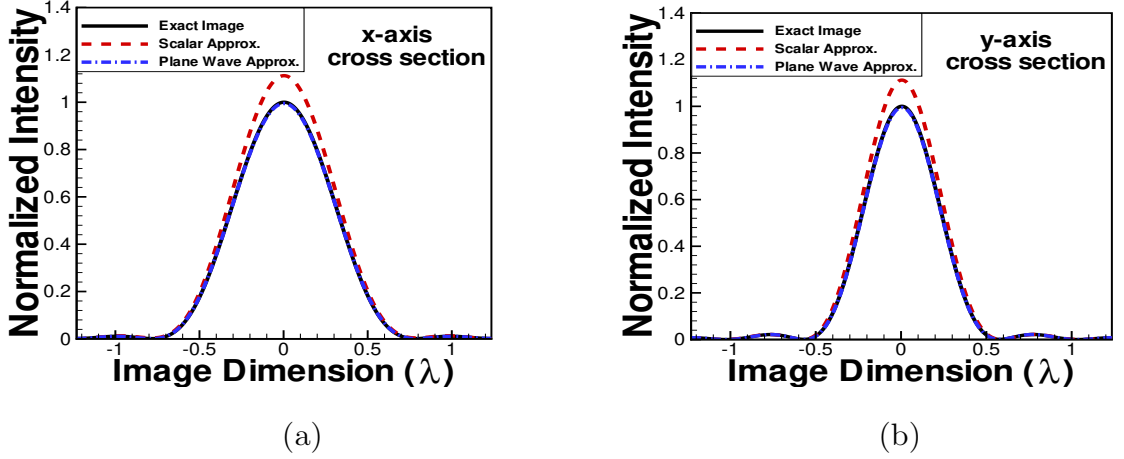 1.4
1.2
1
0.8
0.6
0.4
0.2
0
Normalized Intensity
Exact Image
Scalar Approx.
Plane Wave Approx.
x-axis
cross section
-1 -0.5 0 0.5 1
Image Dimension (λ)
(a)
1.4
1.2
1
0.8
0.6
0.4
0.2
0
Normalized Intensity
Exact Image
Scalar Approx.
Plane Wave Approx.
y-axis
cross section
-1 -0.5 0 0.5 1
Image Dimension (λ)
(b)